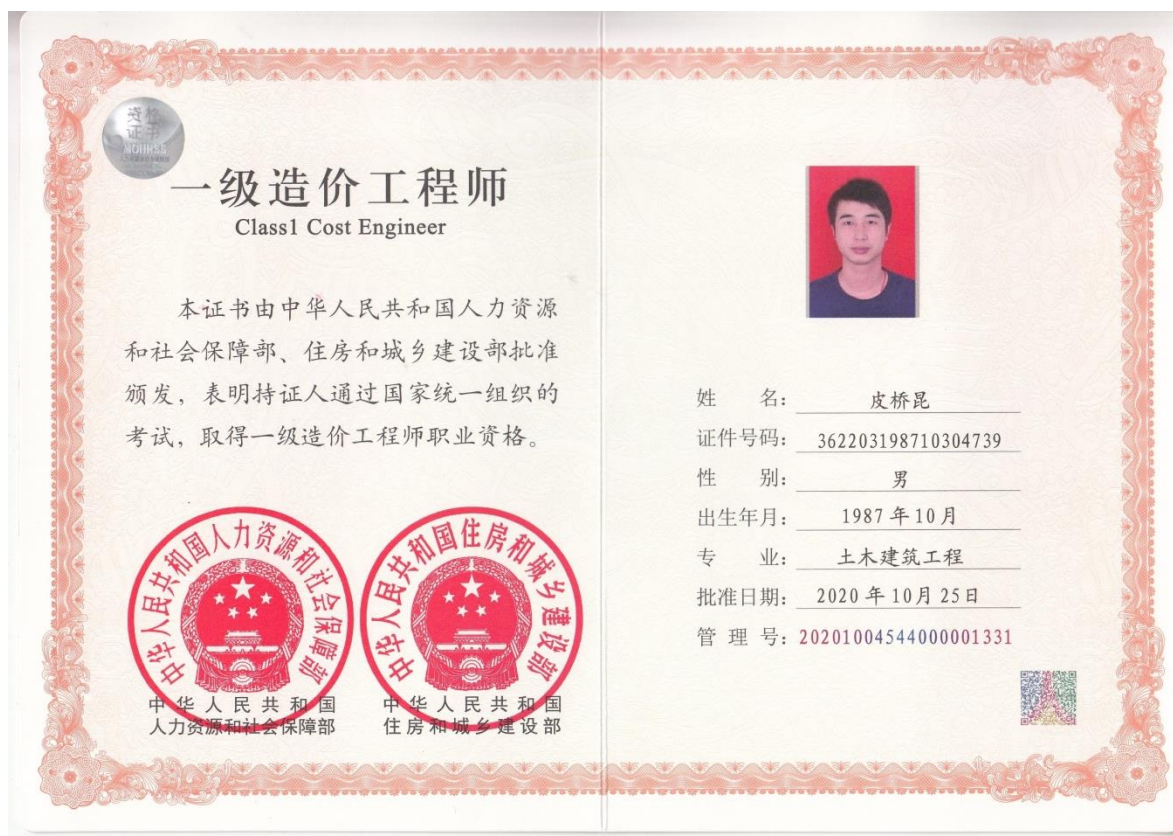 资格
证书
一级造价工程师
Class1 Cost Engineer
本证书由中华人民共和国人力资源
和社会保障部、住房和城乡建设部批准
颁发，表明持证人通过国家统一组织的
考试，取得一级造价工程师职业资格。
中华人民共和国人力资源和社会保障部
中华人民共和国住房和城乡建设部
中华人民共和国
人力资源和社会保障部
中华人民共和国
住房和城乡建设部
姓 名： 皮桥昆
证件号码： 362203198710304739
性 别： 男
出生年月： 1987年10月
专 业： 土木建筑工程
批准日期： 2020年10月25日
管 理 号： 20201004544000001331